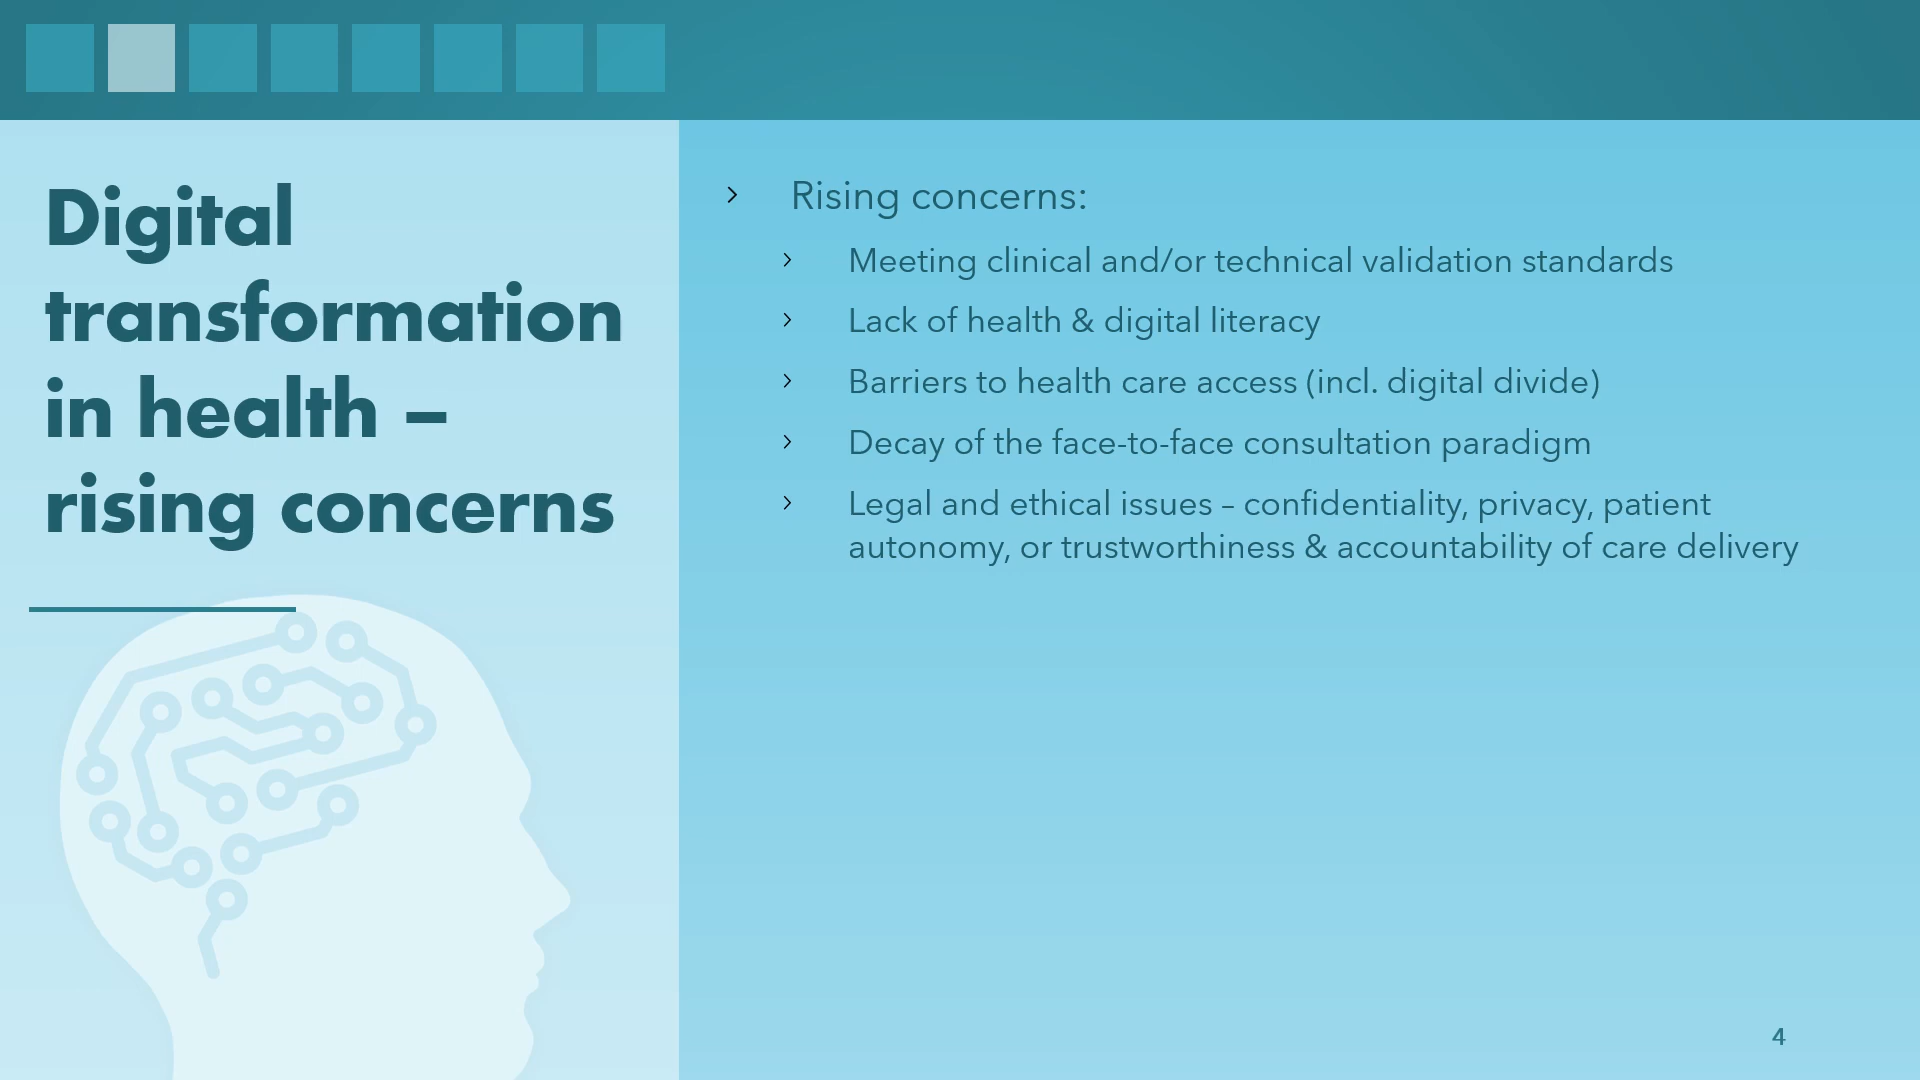 Digital
transformation
in health –
rising concerns
Rising concerns:
Meeting clinical and/or technical validation standards
Lack of health & digital literacy
Barriers to health care access (incl. digital divide)
Decay of the face-to-face consultation paradigm
Legal and ethical issues – confidentiality, privacy, patient
autonomy, or trustworthiness & accountability of care delivery
4